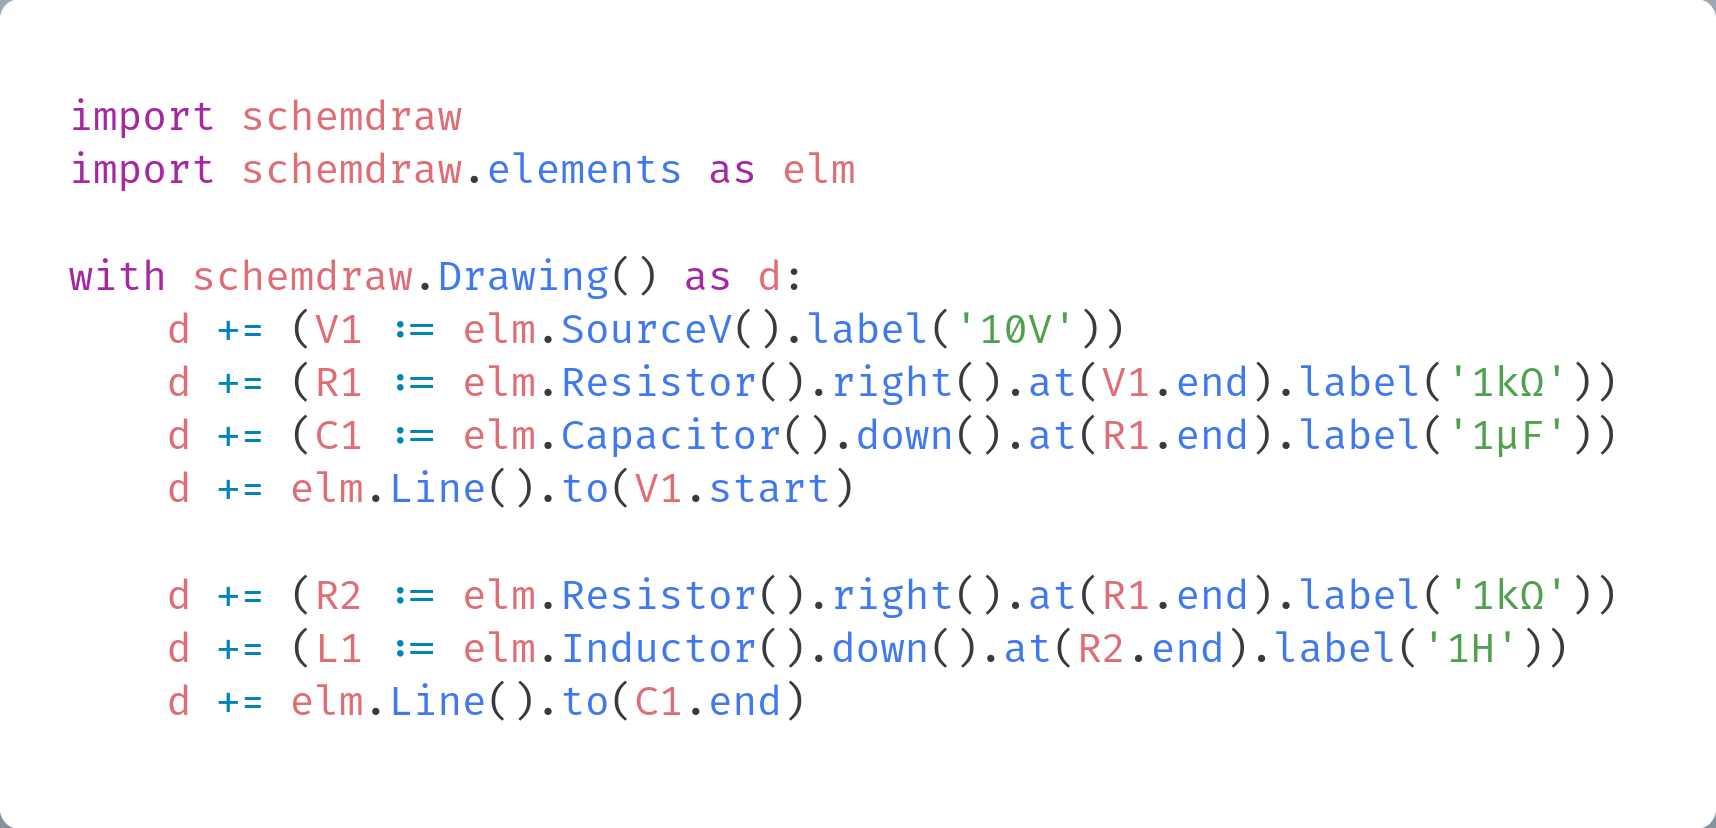 import schemdraw
import schemdraw.elements as elm

with schemdraw.Drawing() as d:
    d += (V1 := elm.SourceV().label('10V'))
    d += (R1 := elm.Resistor().right().at(V1.end).label('1kΩ'))
    d += (C1 := elm.Capacitor().down().at(R1.end).label('1µF'))
    d += elm.Line().to(V1.start)

    d += (R2 := elm.Resistor().right().at(R1.end).label('1kΩ'))
    d += (L1 := elm.Inductor().down().at(R2.end).label('1H'))
    d += elm.Line().to(C1.end)